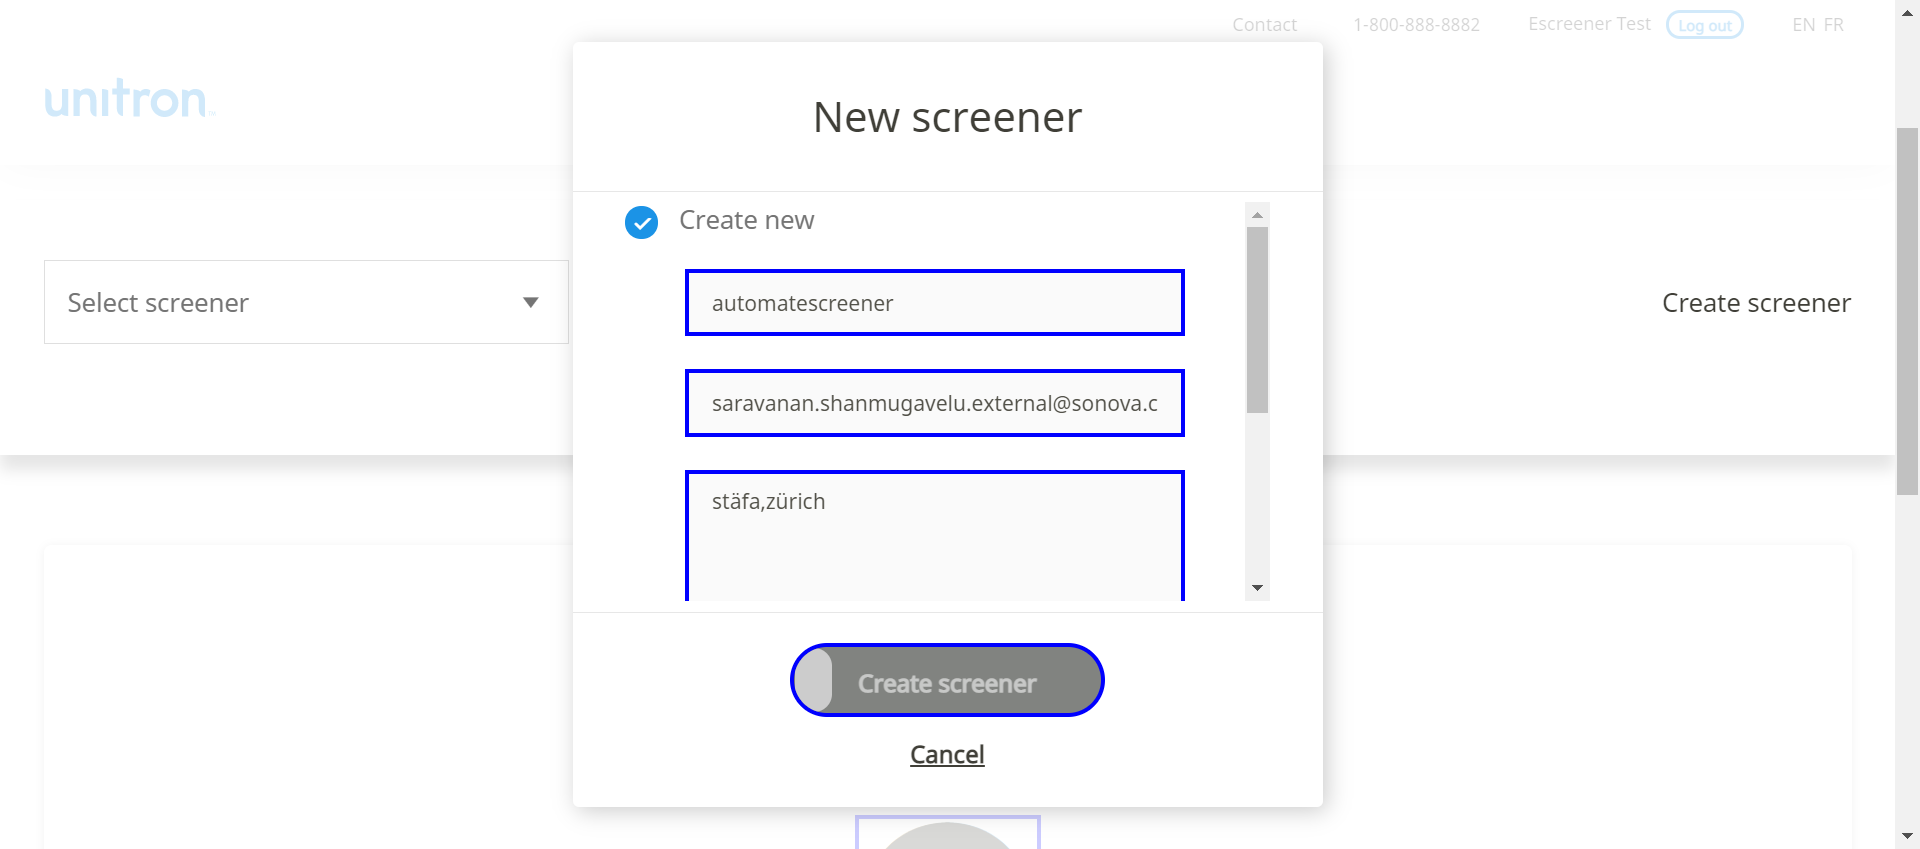 Contact 1-800-888-8882 Escreener Test Log out EN FR
unitron
New screener
Create new
Select screener
automatescreener
Create screener
saravanan.shanmugavelu.external@sonova.c
stäfa,zürich
Create screener
Cancel